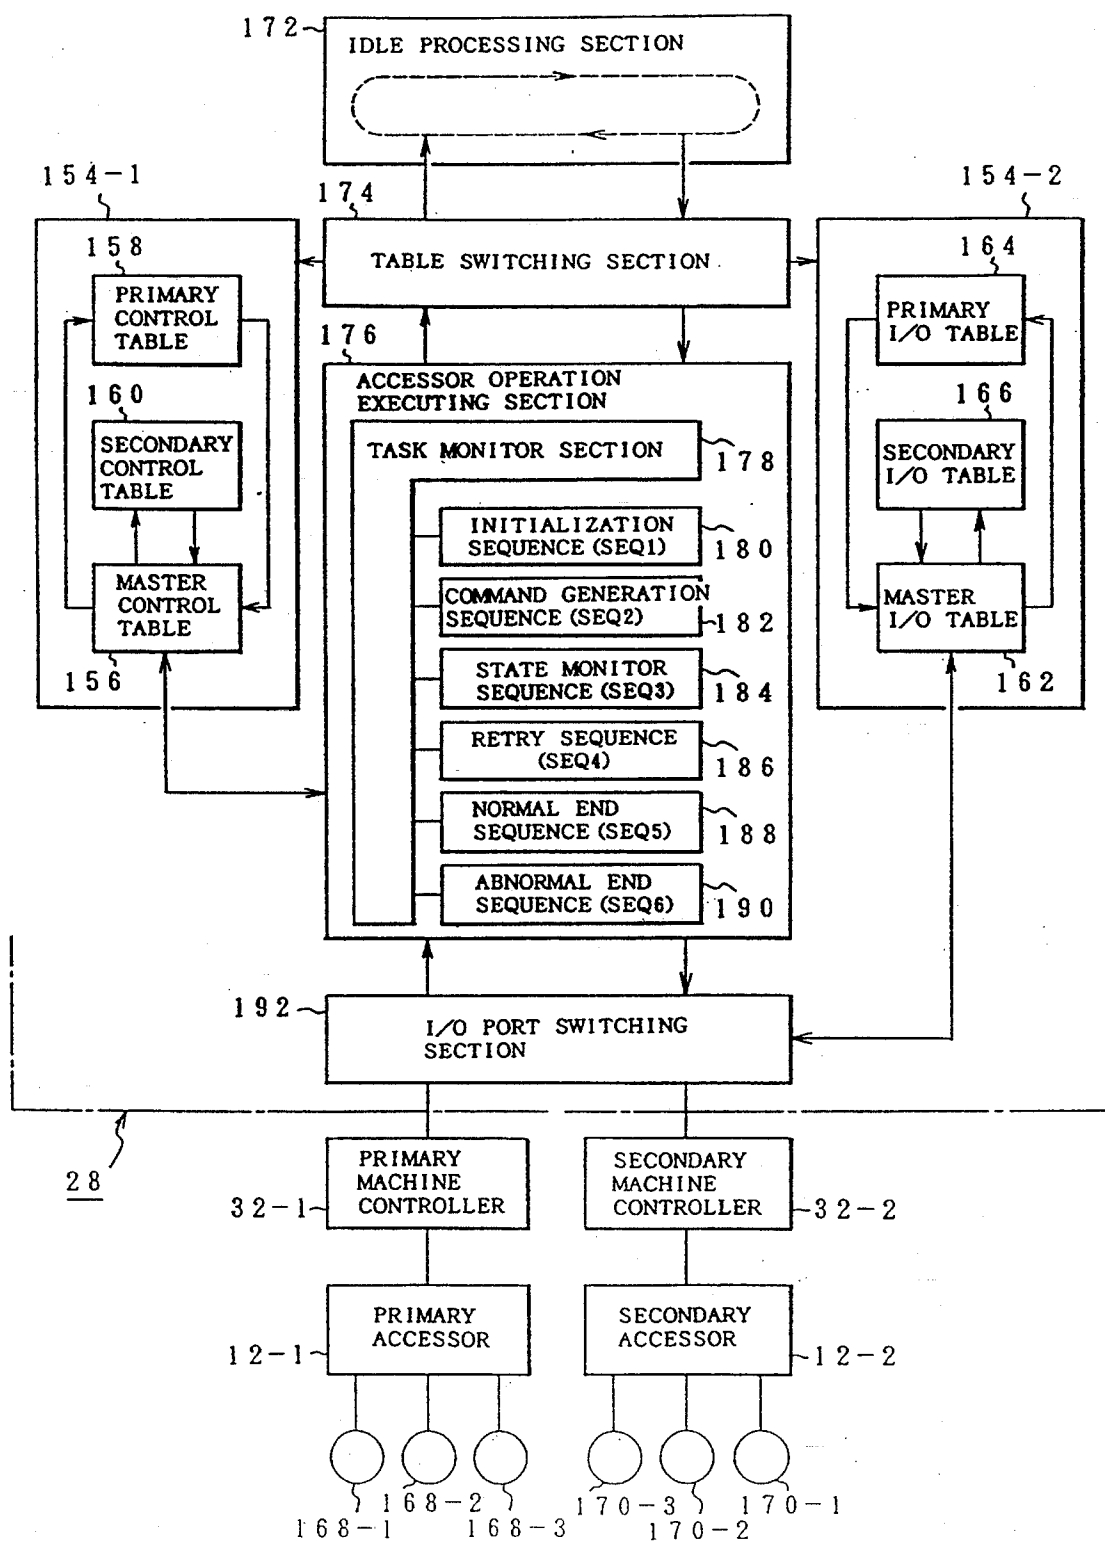 172
IDLE PROCESSING SECTION
154-1
174
154-2
158
TABLE SWITCHING SECTION
164
PRIMARY
CONTROL
TABLE
PRIMARY
I/O TABLE
176
ACCESSOR OPERATION
EXECUTING SECTION
160
166
SECONDARY
CONTROL
TABLE
TASK MONITOR SECTION
178
SECONDARY
I/O TABLE
INITIALIZATION
SEQUENCE (SEQ1)
180
MASTER
CONTROL
TABLE
COMMAND GENERATION
SEQUENCE (SEQ2)
182
MASTER
I/O TABLE
156
162
STATE MONITOR
SEQUENCE (SEQ3)
184
RETRY SEQUENCE
(SEQ4)
186
NORMAL END
SEQUENCE (SEQ5)
188
ABNORMAL END
SEQUENCE (SEQ6)
190
192
I/O PORT SWITCHING
SECTION
28
PRIMARY
MACHINE
CONTROLLER
32-1
SECONDARY
MACHINE
CONTROLLER
32-2
PRIMARY
ACCESSOR
12-1
SECONDARY
ACCESSOR
12-2
168-1
168-2
168-3
170-3
170-2
170-1